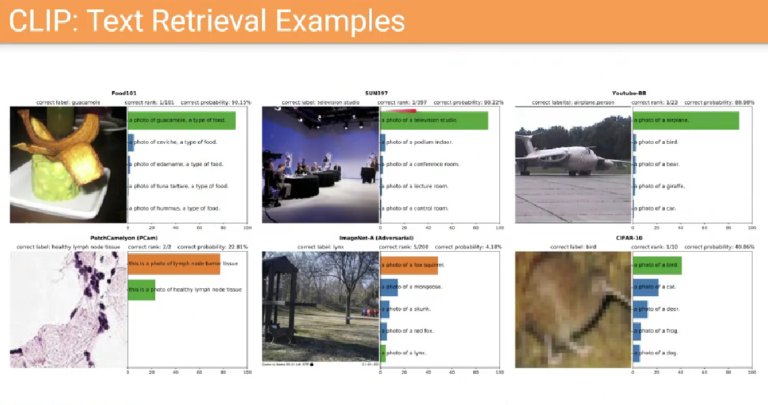 CLIP: Text Retrieval Examples
Food101
correct label: guacamole correct rank: 1/101 correct probability: 90.15%
a photo of guacamole, a type of food.
a photo of ceviche, a type of food.
a photo of edamame, a type of food.
a photo of tuna tartare, a type of food.
a photo of hummus, a type of food.
0 20 40 60 80 100
SUN397
correct label: television studio correct rank: 1/397 correct probability: 90.22%
a photo of a television studio.
a photo of a podium indoor.
a photo of a conference room.
a photo of a lecture room.
a photo of a control room.
0 20 40 60 80 100
Youtube-BB
correct label(s): airplane,person correct rank: 1/23 correct probability: 88.98%
a photo of a airplane.
a photo of a bird.
a photo of a bear.
a photo of a giraffe.
a photo of a car.
0 20 40 60 80 100
PatchCamelyon (PCam)
correct label: healthy lymph node tissue correct rank: 2/2 correct probability: 22.81%
this is a photo of lymph node tumor tissue
this is a photo of healthy lymph node tissue
0 20 40 60 80 100
ImageNet-A (Adversarial)
correct label: lynx correct rank: 5/200 correct probability: 4.18%
a photo of a fox squirrel.
a photo of a mongoose.
a photo of a skunk.
a photo of a red fox.
a photo of a lynx.
0 20 40 60 80 100
CIFAR-10
correct label: bird correct rank: 1/10 correct probability: 40.86%
a photo of a bird.
a photo of a cat.
a photo of a deer.
a photo of a frog.
a photo of a dog.
0 20 40 60 80 100